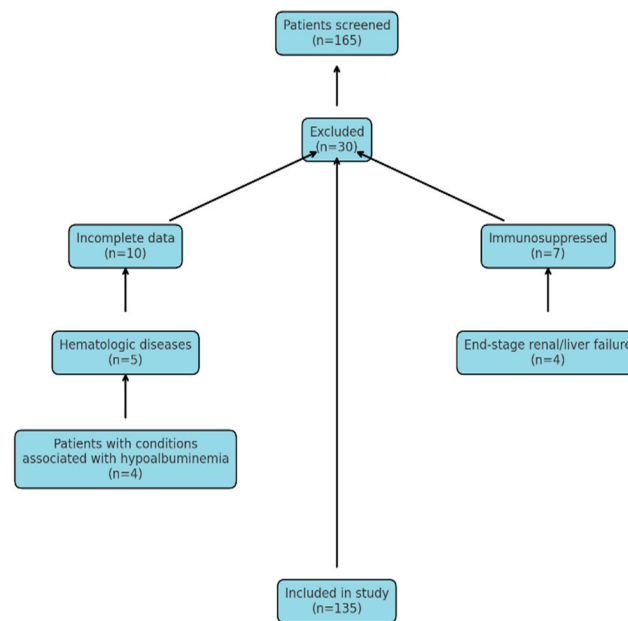 Patients screened
(n=165)
Excluded
(n=30)
Incomplete data
(n=10)
Immunosuppressed
(n=7)
Hematologic diseases
(n=5)
End-stage renal/liver failure
(n=4)
Patients with conditions
associated with hypoalbuminemia
(n=4)
Included in study
(n=135)